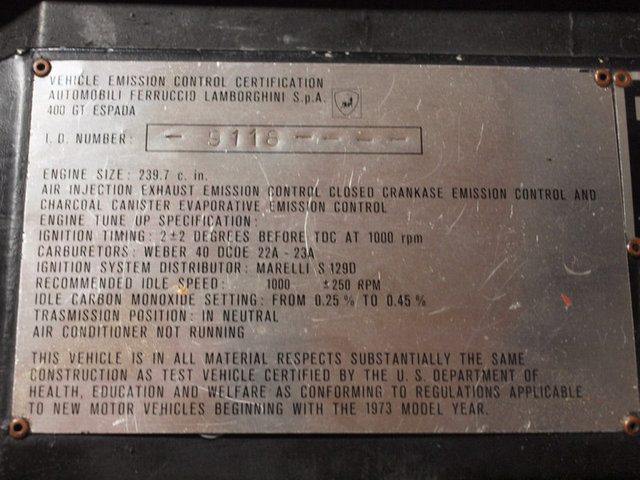 VEHICLE EMISSION CONTROL CERTIFICATION
AUTOMOBILI FERRUCCIO LAMBORGHINI S.p.A.
400 GT ESPADA
I. D. NUMBER: - 9118 - - - -
ENGINE SIZE: 239.7 c. in.
AIR INJECTION EXHAUST EMISSION CONTROL CLOSED CRANKASE EMISSION CONTROL AND
CHARCOAL CANISTER EVAPORATIVE EMISSION CONTROL
ENGINE TUNE UP SPECIFICATION:
IGNITION TIMING: 2±2 DEGREES BEFORE TDC AT 1000 rpm
CARBURETORS: WEBER 40 DCOE 22A - 23A
IGNITION SYSTEM DISTRIBUTOR: MARELLI S 129D
RECOMMENDED IDLE SPEED: 1000 ±250 RPM
IDLE CARBON MONOXIDE SETTING: FROM 0.25 % TO 0.45 %
TRASMISSION POSITION: IN NEUTRAL
AIR CONDITIONER NOT RUNNING
THIS VEHICLE IS IN ALL MATERIAL RESPECTS SUBSTANTIALLY THE SAME
CONSTRUCTION AS TEST VEHICLE CERTIFIED BY THE U. S. DEPARTMENT OF
HEALTH, EDUCATION AND WELFARE AS CONFORMING TO REGULATIONS APPLICABLE
TO NEW MOTOR VEHICLES BEGINNING WITH THE 1973 MODEL YEAR.